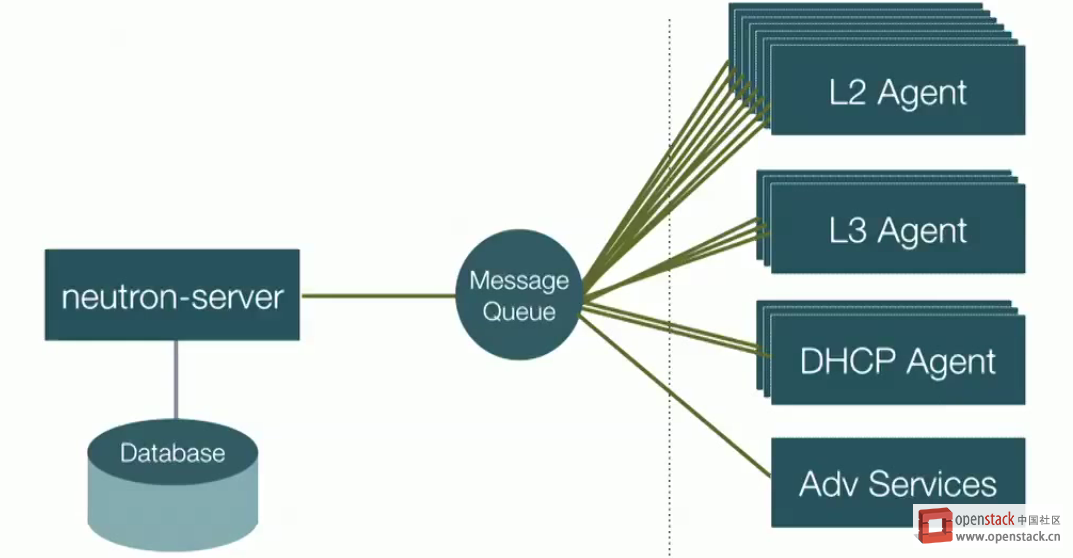 L2 Agent
L3 Agent
neutron-server
Message
Queue
DHCP Agent
Database
Adv Services
openstack 中国社区
www.openstack.cn